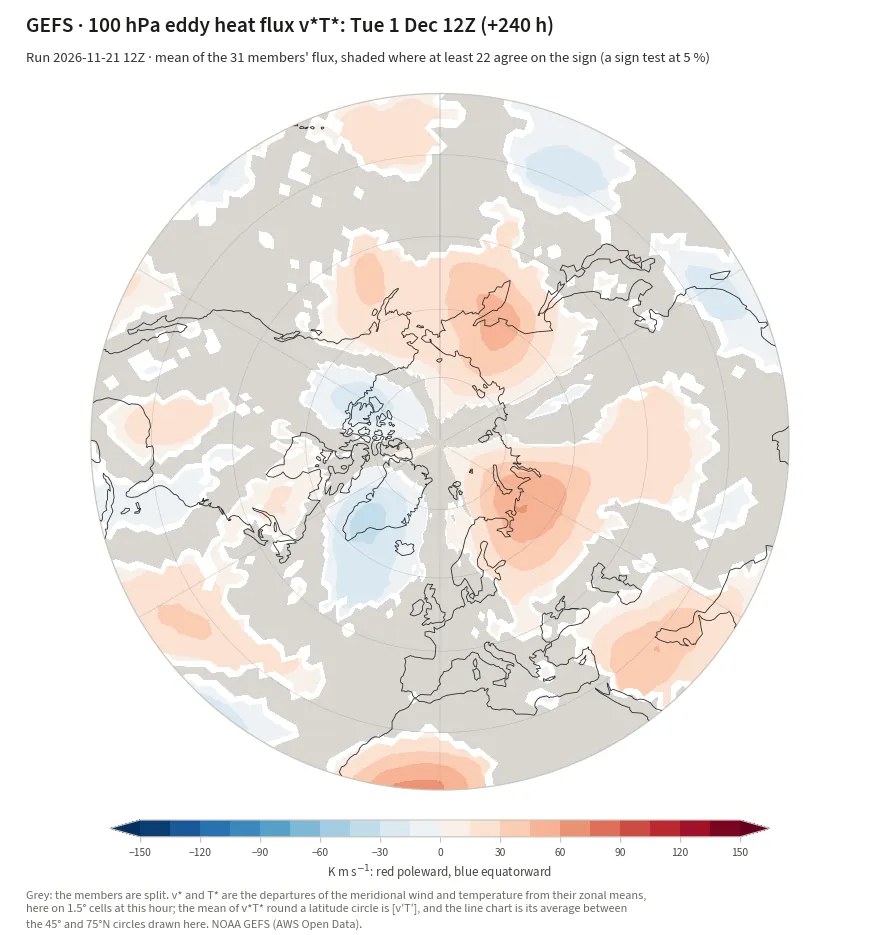 GEFS · 100 hPa eddy heat flux v*T*: Tue 1 Dec 12Z (+240 h)
Run 2026-11-21 12Z · mean of the 31 members' flux, shaded where at least 22 agree on the sign (a sign test at 5 %)
−150 −120 −90 −60 −30 0 30 60 90 120 150
K m s⁻¹: red poleward, blue equatorward
Grey: the members are split. v* and T* are the departures of the meridional wind and temperature from their zonal means,
here on 1.5° cells at this hour; the mean of v*T* round a latitude circle is [v'T'], and the line chart is its average between
the 45° and 75°N circles drawn here. NOAA GEFS (AWS Open Data).